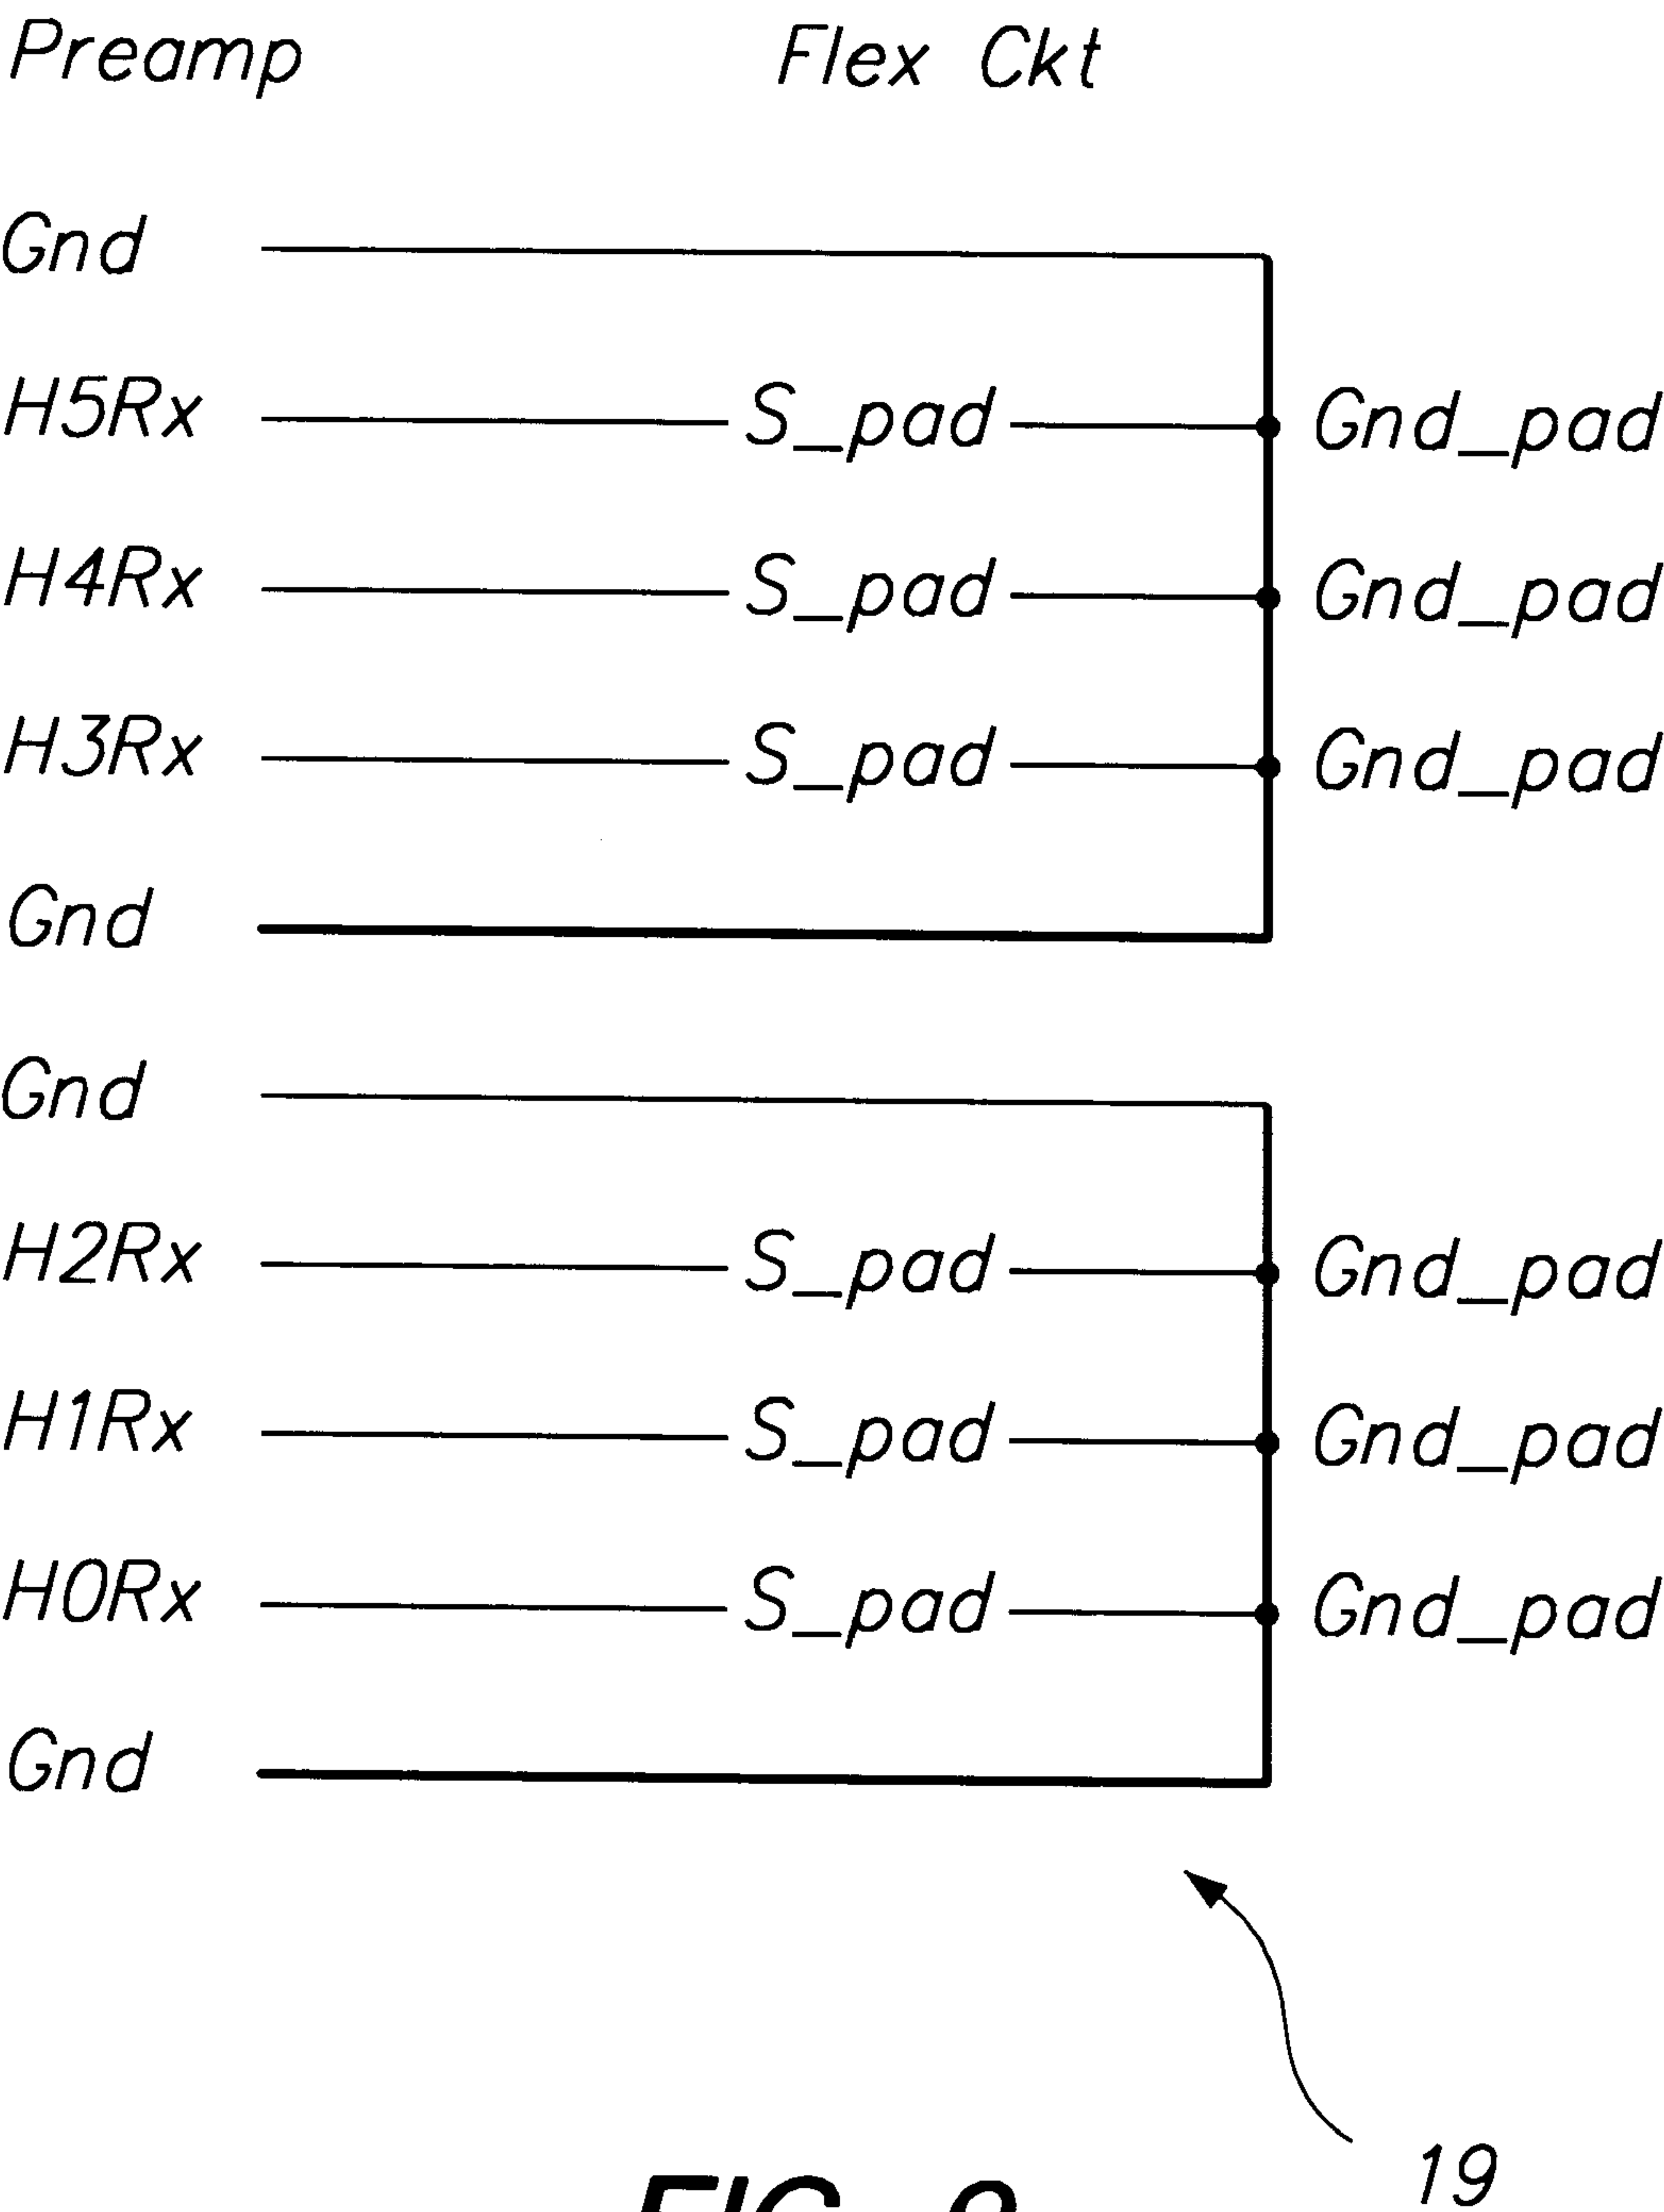 Preamp Flex Ckt
Gnd
H5Rx S_pad Gnd_pad
H4Rx S_pad Gnd_pad
H3Rx S_pad Gnd_pad
Gnd
Gnd
H2Rx S_pad Gnd_pad
H1Rx S_pad Gnd_pad
H0Rx S_pad Gnd_pad
Gnd
19
FIG.